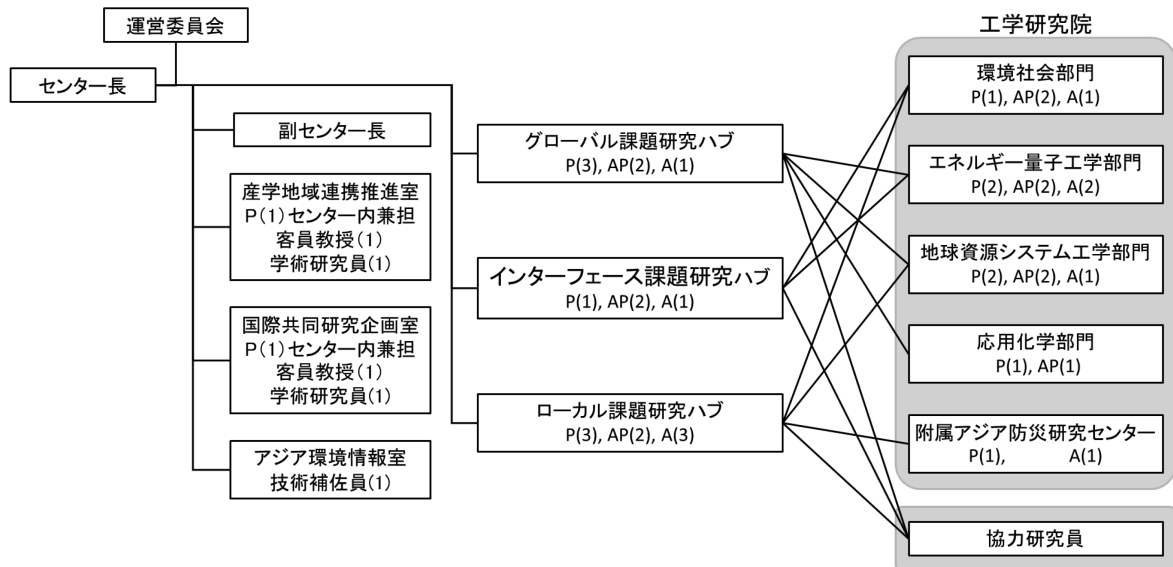 運営委員会
センター長
副センター長
産学地域連携推進室
P(1)センター内兼担
客員教授(1)
学術研究員(1)
国際共同研究企画室
P(1)センター内兼担
客員教授(1)
学術研究員(1)
アジア環境情報室
技術補佐員(1)
グローバル課題研究ハブ
P(3), AP(2), A(1)
インターフェース課題研究ハブ
P(1), AP(2), A(1)
ローカル課題研究ハブ
P(3), AP(2), A(3)
工学研究院
環境社会部門
P(1), AP(2), A(1)
エネルギー量子工学部門
P(2), AP(2), A(2)
地球資源システム工学部門
P(2), AP(2), A(1)
応用化学部門
P(1), AP(1)
附属アジア防災研究センター
P(1), A(1)
協力研究員